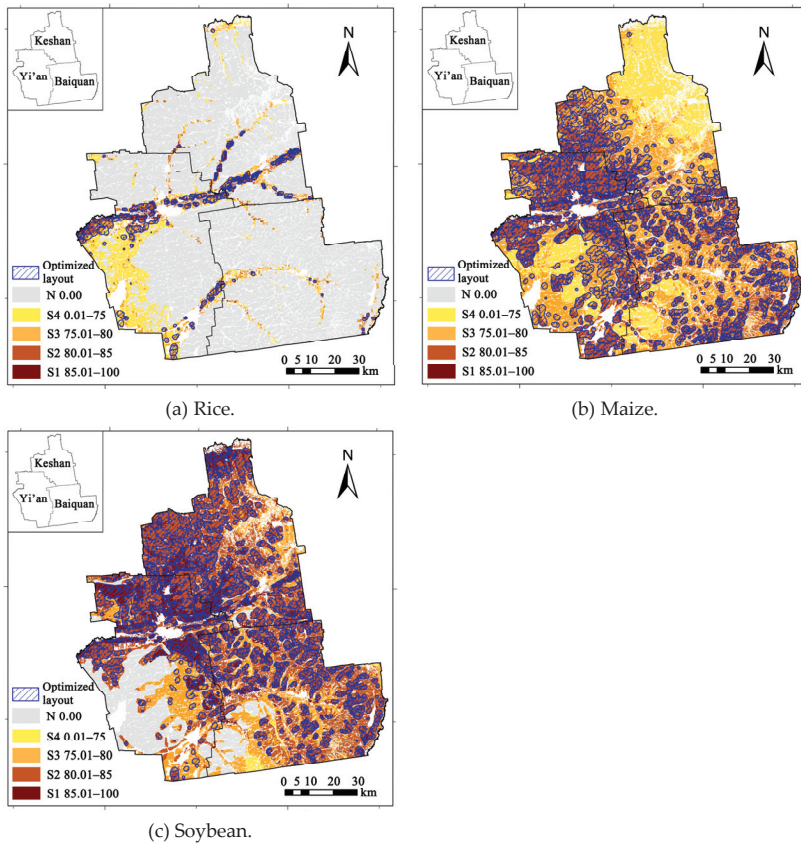 Keshan
Yi'an
Baiquan
N
Optimized
layout
N 0.00
S4 0.01–75
S3 75.01–80
S2 80.01–85
S1 85.01–100
0 5 10 20 30
km
(a) Rice.
Keshan
Yi'an
Baiquan
N
Optimized
layout
N 0.00
S4 0.01–75
S3 75.01–80
S2 80.01–85
S1 85.01–100
0 5 10 20 30
km
(b) Maize.
Keshan
Yi'an
Baiquan
N
Optimized
layout
N 0.00
S4 0.01–75
S3 75.01–80
S2 80.01–85
S1 85.01–100
0 5 10 20 30
km
(c) Soybean.